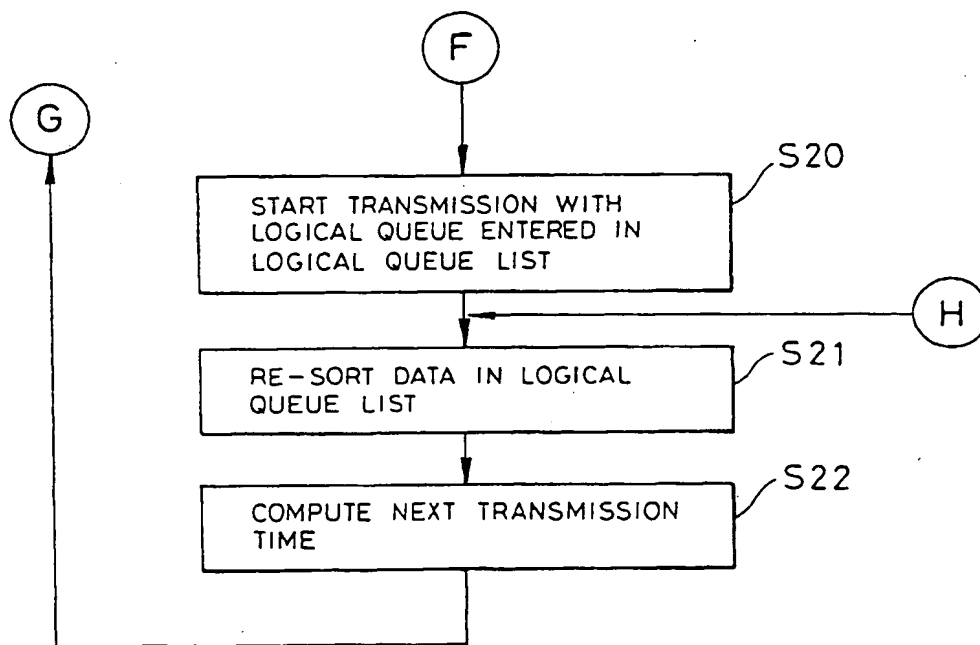 F
G
S20
START TRANSMISSION WITH
LOGICAL QUEUE ENTERED IN
LOGICAL QUEUE LIST
H
S21
RE-SORT DATA IN LOGICAL
QUEUE LIST
S22
COMPUTE NEXT TRANSMISSION
TIME